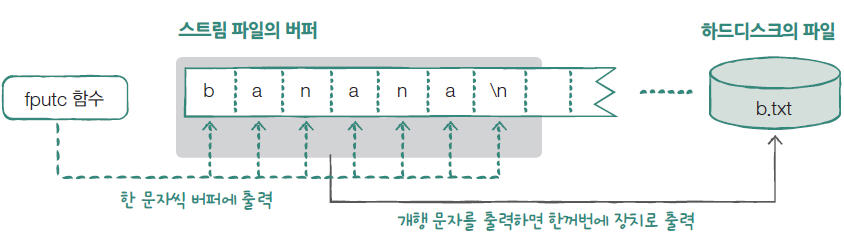 스트림 파일의 버퍼
하드디스크의 파일
fputc 함수
b a n a n a \n
b.txt
한 문자씩 버퍼에 출력
개행 문자를 출력하면 한꺼번에 장치로 출력